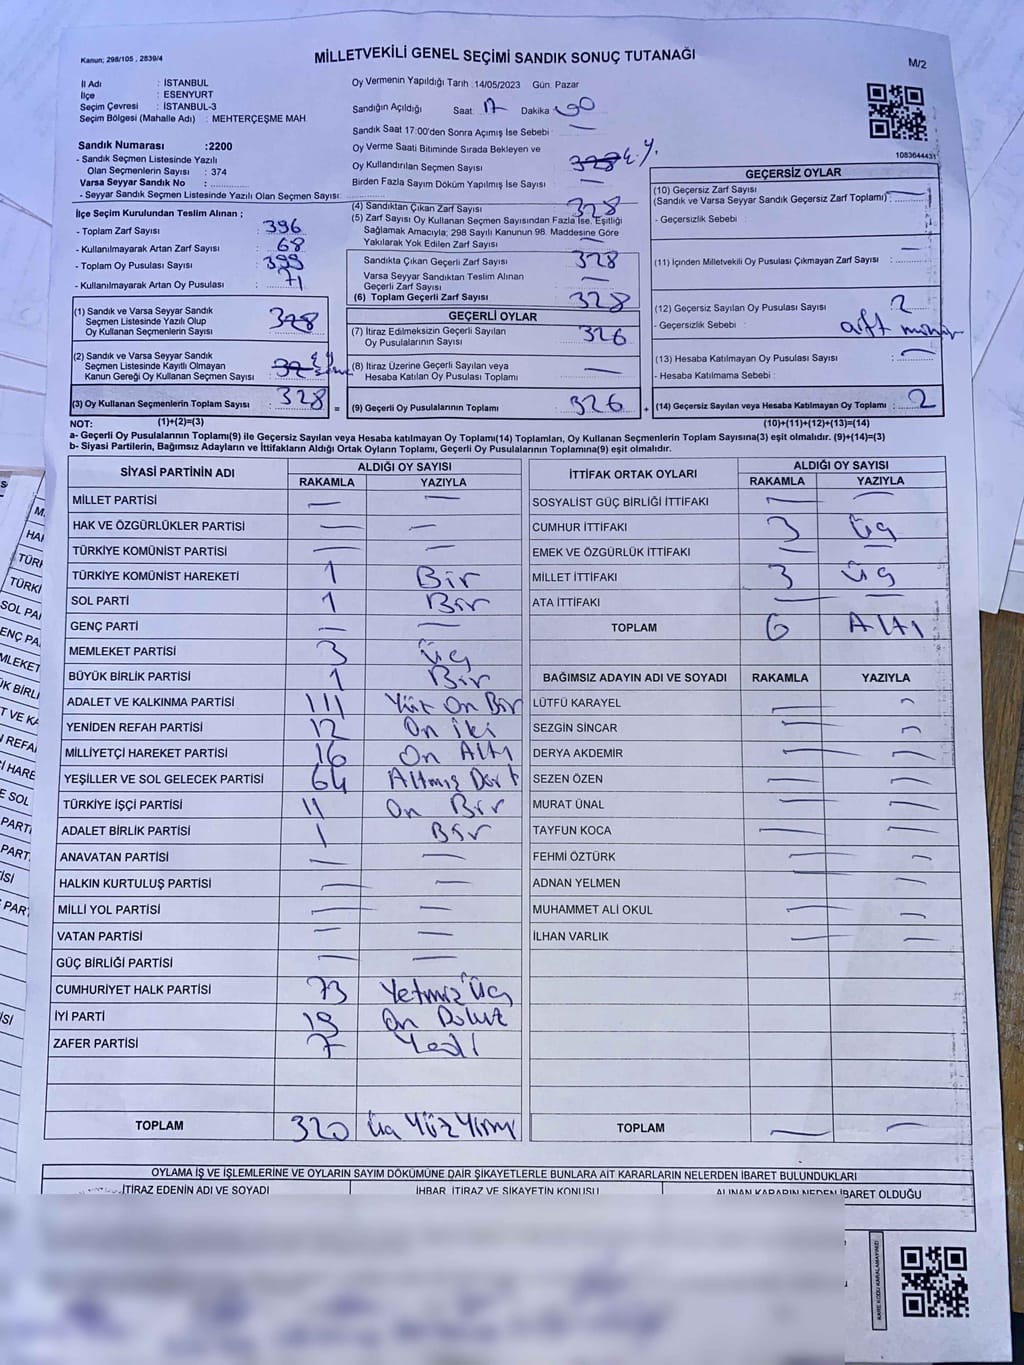 Kanun; 298/105 , 2839/4
MİLLETVEKİLİ GENEL SEÇİMİ SANDIK SONUÇ TUTANAĞI
M/2
İl Adı : İSTANBUL
İlçe : ESENYURT
Seçim Çevresi : İSTANBUL-3
Seçim Bölgesi (Mahalle Adı) : MEHTERÇEŞME MAH
Oy Vermenin Yapıldığı Tarih : 14/05/2023 Gün: Pazar
Sandığın Açıldığı Saat: 17 Dakika: 00
Sandık Saat 17:00'den Sonra Açımış İse Sebebi : —
Oy Verme Saati Bitiminde Sırada Bekleyen ve
Oy Kullandırılan Seçmen Sayısı
Birden Fazla Sayım Döküm Yapılmış İse Sayısı : —
1083644431
Sandık Numarası :2200
- Sandık Seçmen Listesinde Yazılı
Olan Seçmenlerin Sayısı : 374
Varsa Seyyar Sandık No :
- Seyyar Sandık Seçmen Listesinde Yazılı Olan Seçmen Sayısı:
İlçe Seçim Kurulundan Teslim Alınan ;
- Toplam Zarf Sayısı : 396
- Kullanılmayarak Artan Zarf Sayısı : 68
- Toplam Oy Pusulası Sayısı : 399
- Kullanılmayarak Artan Oy Pusulası : 71
(1) Sandık ve Varsa Seyyar Sandık
Seçmen Listesinde Yazılı Olup
Oy Kullanan Seçmenlerin Sayısı : 328
(2) Sandık ve Varsa Seyyar Sandık
Seçmen Listesinde Kayıtlı Olmayan
Kanun Gereği Oy Kullanan Seçmen Sayısı :
(3) Oy Kullanan Seçmenlerin Toplam Sayısı : 328
(4) Sandıktan Çıkan Zarf Sayısı : 328
(5) Zarf Sayısı Oy Kullanan Seçmen Sayısından Fazla İse, Eşitliği
Sağlamak Amacıyla; 298 Sayılı Kanunun 98. Maddesine Göre
Yakılarak Yok Edilen Zarf Sayısı : —
Sandıkta Çıkan Geçerli Zarf Sayısı : 328
Varsa Seyyar Sandıktan Teslim Alınan
Geçerli Zarf Sayısı : —
(6) Toplam Geçerli Zarf Sayısı : 328
GEÇERLİ OYLAR
(7) İtiraz Edilmeksizin Geçerli Sayılan
Oy Pusulalarının Sayısı : 326
(8) İtiraz Üzerine Geçerli Sayılan veya
Hesaba Katılan Oy Pusulası Toplamı : —
= (9) Geçerli Oy Pusulalarının Toplamı : 326
GEÇERSİZ OYLAR
(10) Geçersiz Zarf Sayısı
(Sandık ve Varsa Seyyar Sandık Geçersiz Zarf Toplamı) : —
- Geçersizlik Sebebi :
(11) İçinden Milletvekili Oy Pusulası Çıkmayan Zarf Sayısı : —
(12) Geçersiz Sayılan Oy Pusulası Sayısı : 2
- Geçersizlik Sebebi : çift mühür
(13) Hesaba Katılmayan Oy Pusulası Sayısı : —
- Hesaba Katılmama Sebebi :
+ (14) Geçersiz Sayılan veya Hesaba Katılmayan Oy Toplamı : 2
NOT: (1)+(2)=(3)
(10)+(11)+(12)+(13)=(14)
a- Geçerli Oy Pusulalarının Toplamı(9) ile Geçersiz Sayılan veya Hesaba katılmayan Oy Toplamı(14) Toplamları, Oy Kullanan Seçmenlerin Toplam Sayısına(3) eşit olmalıdır. (9)+(14)=(3)
b- Siyasi Partilerin, Bağımsız Adayların ve İttifakların Aldığı Ortak Oyların Toplamı, Geçerli Oy Pusulalarının Toplamına(9) eşit olmalıdır.
SİYASİ PARTİNİN ADI ALDIĞI OY SAYISI
RAKAMLA YAZIYLA
MİLLET PARTİSİ — —
HAK VE ÖZGÜRLÜKLER PARTİSİ — —
TÜRKİYE KOMÜNİST PARTİSİ — —
TÜRKİYE KOMÜNİST HAREKETİ 1 Bir
SOL PARTİ 1 Bir
GENÇ PARTİ — —
MEMLEKET PARTİSİ 3 üç
BÜYÜK BİRLİK PARTİSİ 1 Bir
ADALET VE KALKINMA PARTİSİ 111 Yüz On Bir
YENİDEN REFAH PARTİSİ 12 On iki
MİLLİYETÇİ HAREKET PARTİSİ 16 On Altı
YEŞİLLER VE SOL GELECEK PARTİSİ 64 Altmış Dört
TÜRKİYE İŞÇİ PARTİSİ 11 On Bir
ADALET BİRLİK PARTİSİ 1 Bir
ANAVATAN PARTİSİ — —
HALKIN KURTULUŞ PARTİSİ — —
MİLLİ YOL PARTİSİ — —
VATAN PARTİSİ — —
GÜÇ BİRLİĞİ PARTİSİ — —
CUMHURİYET HALK PARTİSİ 73 Yetmiz Üç
İYİ PARTİ 19 On Dokuz
ZAFER PARTİSİ 7 Yedi
TOPLAM 320 üç Yüz Yirmi
İTTİFAK ORTAK OYLARI ALDIĞI OY SAYISI
RAKAMLA YAZIYLA
SOSYALIST GÜÇ BİRLİĞİ İTTİFAKI — —
CUMHUR İTTİFAKI 3 üç
EMEK VE ÖZGÜRLÜK İTTİFAKI — —
MİLLET İTTİFAKI 3 üç
ATA İTTİFAKI — —
TOPLAM 6 Altı
BAĞIMSIZ ADAYIN ADI VE SOYADI RAKAMLA YAZIYLA
LÜTFÜ KARAYEL — —
SEZGİN SİNCAR — —
DERYA AKDEMİR — —
SEZEN ÖZEN — —
MURAT ÜNAL — —
TAYFUN KOCA — —
FEHMİ ÖZTÜRK — —
ADNAN YELMEN — —
MUHAMMET ALİ OKUL — —
İLHAN VARLIK — —
TOPLAM — —
OYLAMA İŞ VE İŞLEMLERİNE VE OYLARIN SAYIM DÖKÜMÜNE DAİR ŞİKAYETLERLE BUNLARA AİT KARARLARIN NELERDEN İBARET BULUNDUKLARI
İTİRAZ EDENİN ADI VE SOYADI İHBAR, İTİRAZ VE ŞİKAYETİN KONUSU ALINAN KARARIN NEDEN İBARET OLDUĞU
KARE KODU KARALAMAYINIZ!